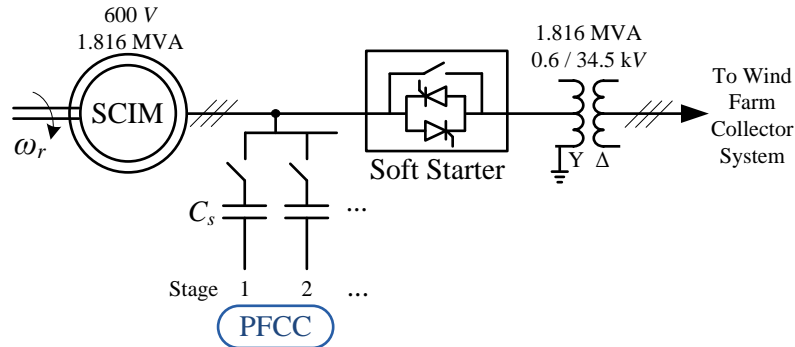 600 V
1.816 MVA
SCIM
ωr
Cs
...
Stage 1 2 ...
PFCC
Soft Starter
1.816 MVA
0.6 / 34.5 kV
Y Δ
To Wind
Farm
Collector
System